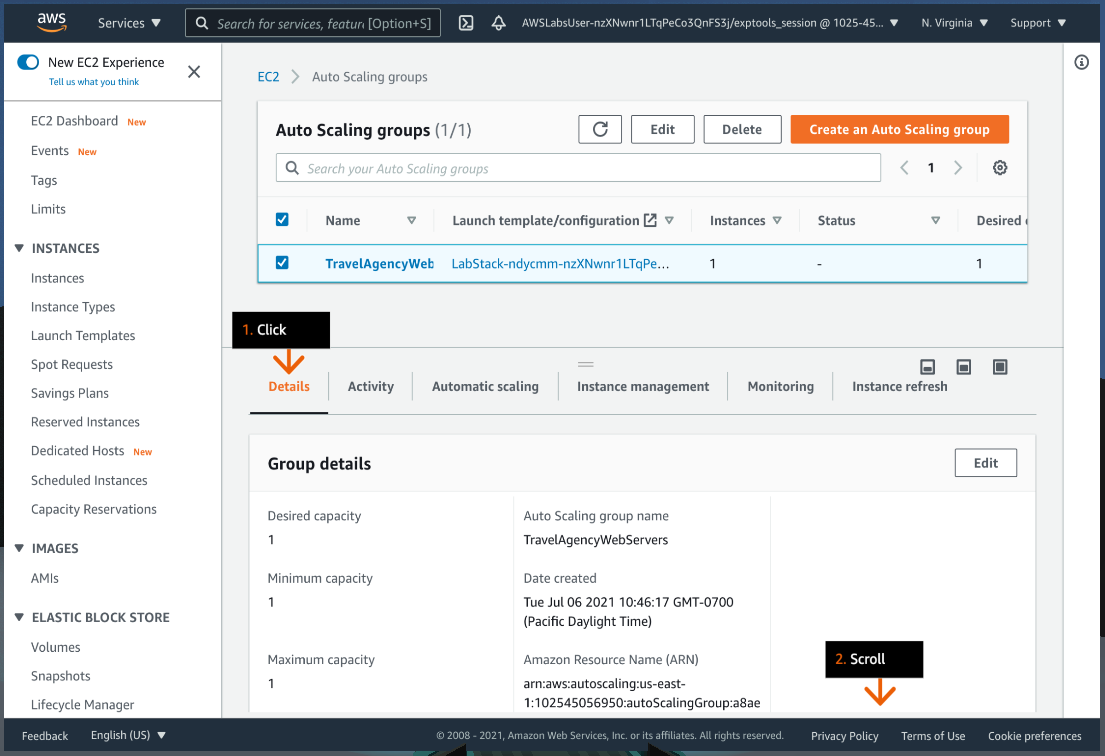 aws
Services
Search for services, featur [Option+S]
AWSLabsUser-nzXNwnr1LTqPeCo3QnFS3j/exptools_session @ 1025-45...
N. Virginia
Support
New EC2 Experience
Tell us what you think
EC2 Dashboard New
Events New
Tags
Limits
INSTANCES
Instances
Instance Types
Launch Templates
Spot Requests
Savings Plans
Reserved Instances
Dedicated Hosts New
Scheduled Instances
Capacity Reservations
IMAGES
AMIs
ELASTIC BLOCK STORE
Volumes
Snapshots
Lifecycle Manager
EC2 > Auto Scaling groups
Auto Scaling groups (1/1)
Edit
Delete
Create an Auto Scaling group
Search your Auto Scaling groups
1
Name
Launch template/configuration
Instances
Status
Desired
TravelAgencyWeb
LabStack-ndycmm-nzXNwnr1LTqPe...
1
-
1
1. Click
Details
Activity
Automatic scaling
Instance management
Monitoring
Instance refresh
Group details
Edit
Desired capacity
1
Minimum capacity
1
Maximum capacity
1
Auto Scaling group name
TravelAgencyWebServers
Date created
Tue Jul 06 2021 10:46:17 GMT-0700
(Pacific Daylight Time)
Amazon Resource Name (ARN)
arn:aws:autoscaling:us-east-
1:102545056950:autoScalingGroup:a8ae
2. Scroll
Feedback
English (US)
© 2008 - 2021, Amazon Web Services, Inc. or its affiliates. All rights reserved.
Privacy Policy
Terms of Use
Cookie preferences